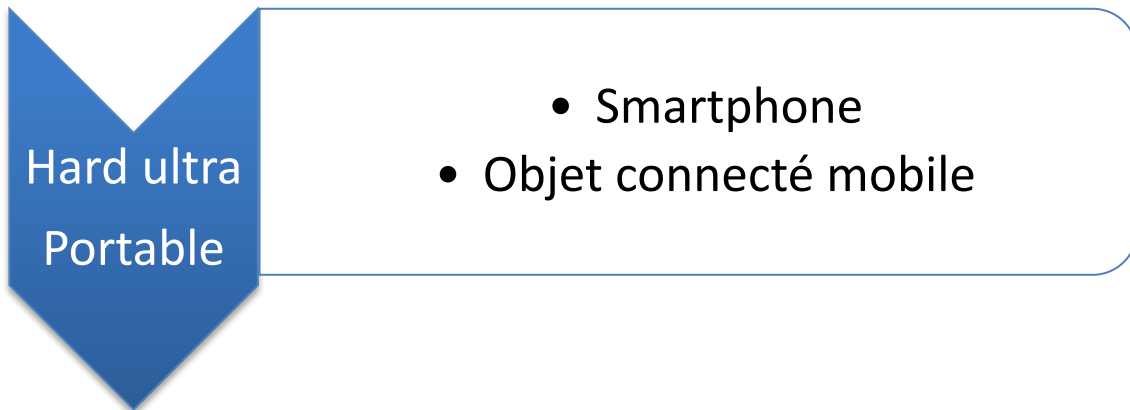 Hard ultra
Portable
• Smartphone
• Objet connecté mobile